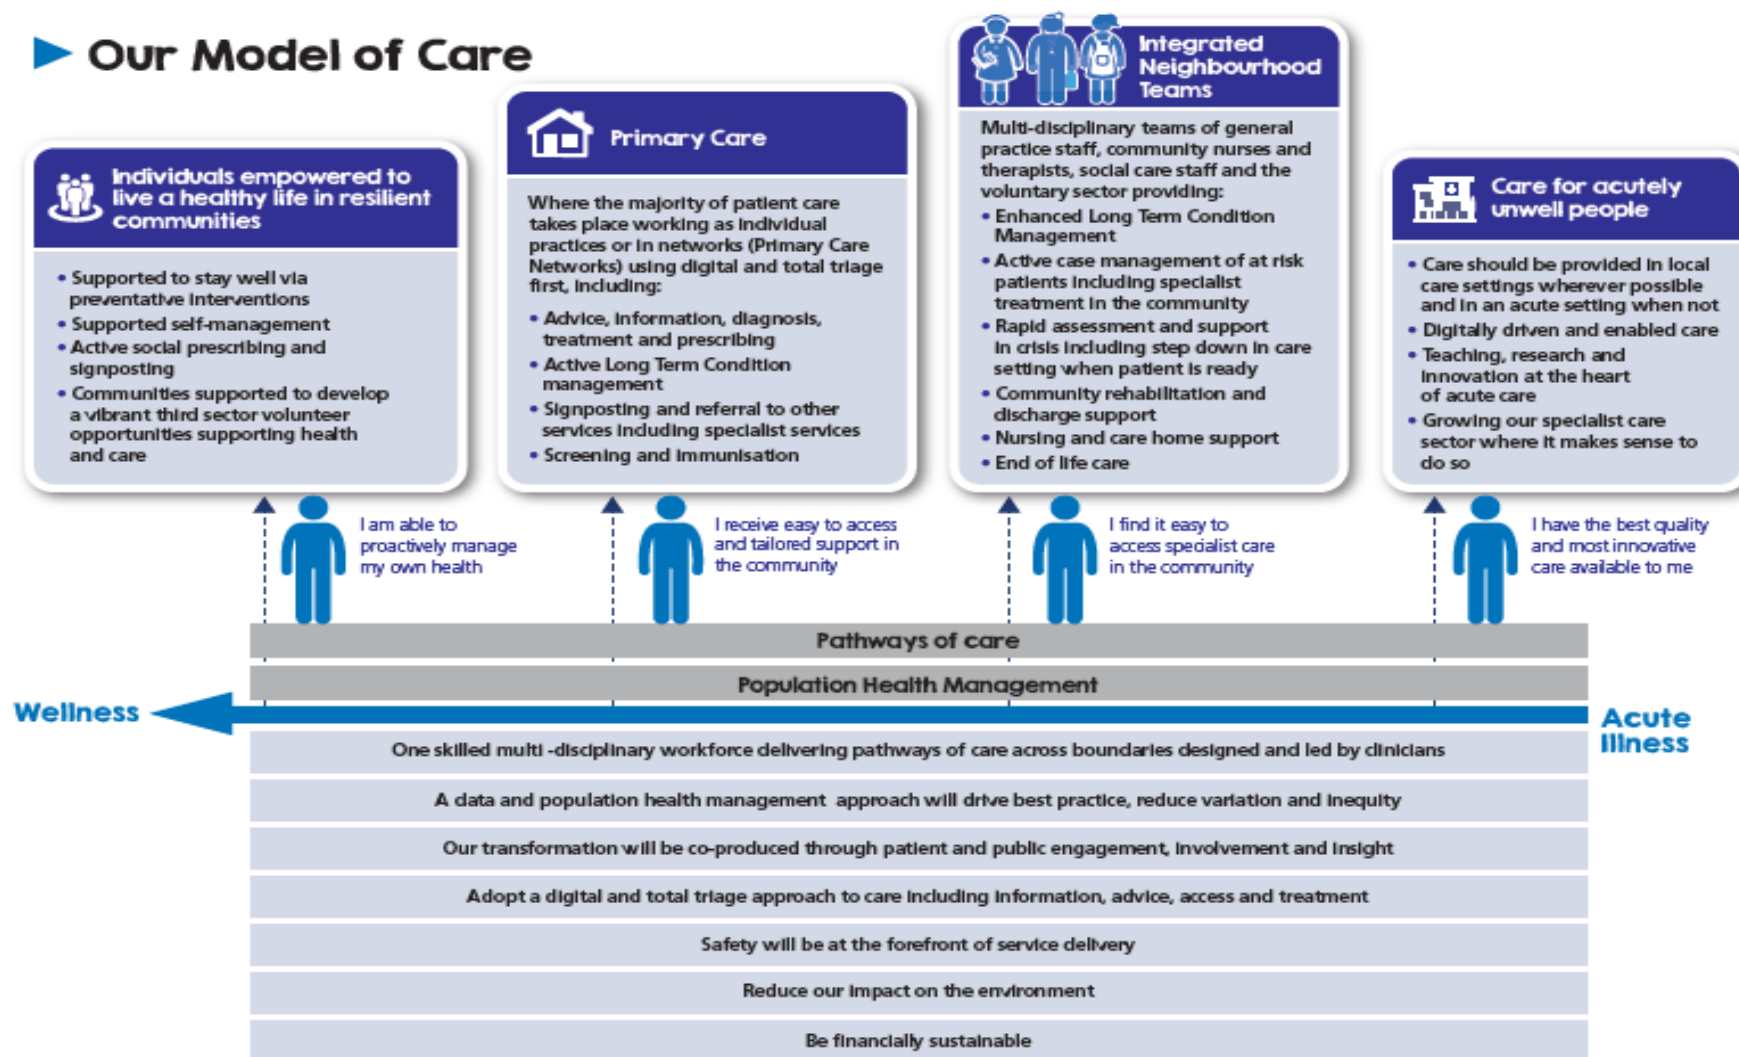 Our Model of Care
Individuals empowered to
live a healthy life in resilient
communities
• Supported to stay well via
preventative interventions
• Supported self-management
• Active social prescribing and
signposting
• Communities supported to develop
a vibrant third sector volunteer
opportunities supporting health
and care
Primary Care
Where the majority of patient care
takes place working as individual
practices or in networks (Primary Care
Networks) using digital and total triage
first, including:
• Advice, information, diagnosis,
treatment and prescribing
• Active Long Term Condition
management
• Signposting and referral to other
services including specialist services
• Screening and immunisation
Integrated
Neighbourhood
Teams
Multi-disciplinary teams of general
practice staff, community nurses and
therapists, social care staff and the
voluntary sector providing:
• Enhanced Long Term Condition
Management
• Active case management of at risk
patients including specialist
treatment in the community
• Rapid assessment and support
in crisis including step down in care
setting when patient is ready
• Community rehabilitation and
discharge support
• Nursing and care home support
• End of life care
Care for acutely
unwell people
• Care should be provided in local
care settings wherever possible
and in an acute setting when not
• Digitally driven and enabled care
• Teaching, research and
innovation at the heart
of acute care
• Growing our specialist care
sector where it makes sense to
do so
I am able to
proactively manage
my own health
I receive easy to access
and tailored support in
the community
I find it easy to
access specialist care
in the community
I have the best quality
and most innovative
care available to me
Pathways of care
Population Health Management
Wellness
Acute
Illness
One skilled multi -disciplinary workforce delivering pathways of care across boundaries designed and led by clinicians
A data and population health management approach will drive best practice, reduce variation and inequity
Our transformation will be co-produced through patient and public engagement, involvement and insight
Adopt a digital and total triage approach to care including information, advice, access and treatment
Safety will be at the forefront of service delivery
Reduce our impact on the environment
Be financially sustainable